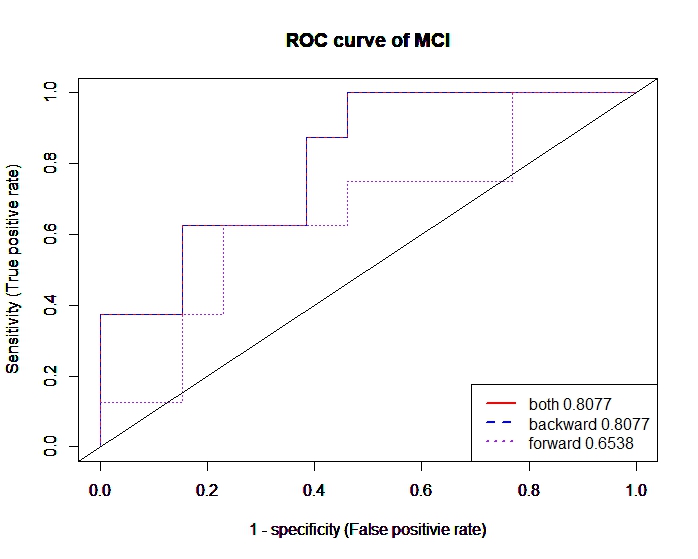 ROC curve of MCI
Sensitivity (True positive rate)
1.0
0.8
0.6
0.4
0.2
0.0
both 0.8077
backward 0.8077
forward 0.6538
0.0 0.2 0.4 0.6 0.8 1.0
1 - specificity (False positivie rate)